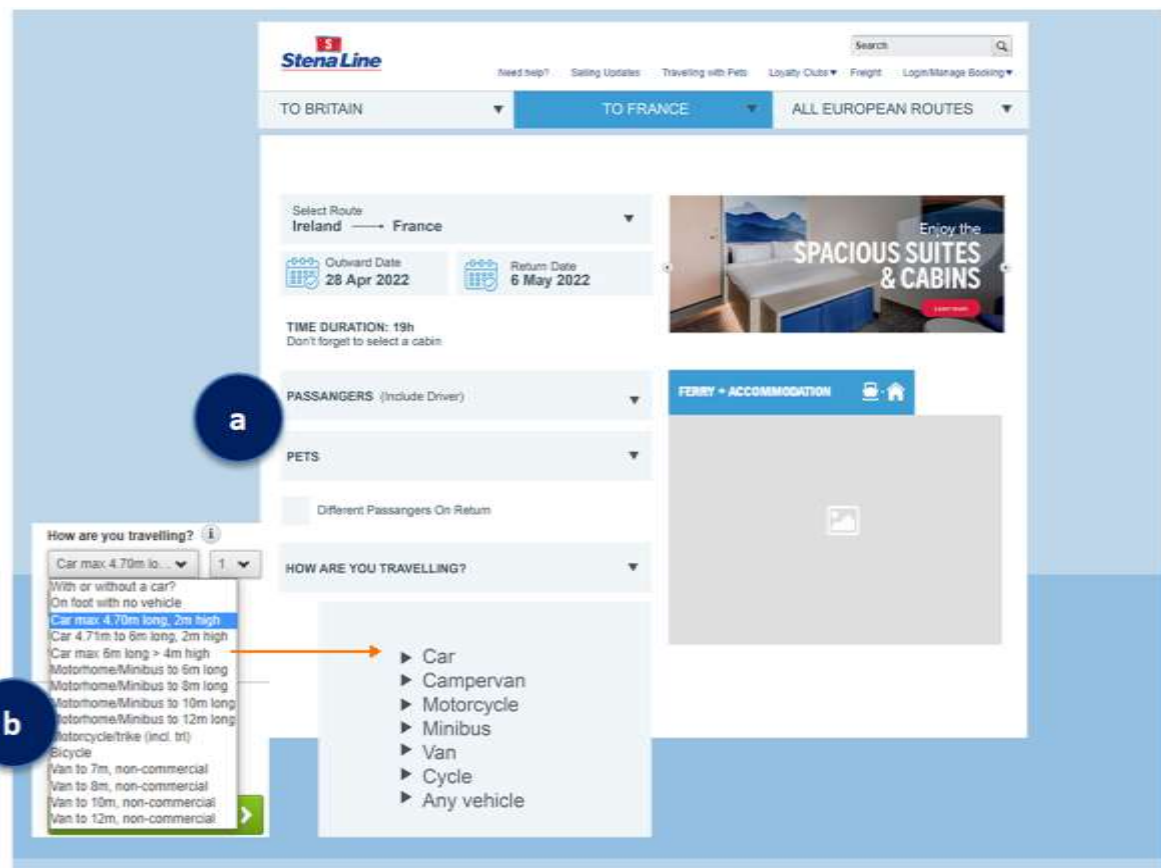 S
StenaLine
Search
Need help? Sailing Updates Travelling with Pets Loyalty Clubs Freight Login/Manage Booking
TO BRITAIN
TO FRANCE
ALL EUROPEAN ROUTES
Select Route
Ireland → France
Outward Date
28 Apr 2022
Return Date
6 May 2022
Enjoy the
SPACIOUS SUITES
& CABINS
TIME DURATION: 19h
Don't forget to select a cabin
a
PASSANGERS (Include Driver)
FERRY + ACCOMMODATION
PETS
Different Passangers On Return
HOW ARE YOU TRAVELLING?
Car
Campervan
Motorcycle
Minibus
Van
Cycle
Any vehicle
How are you travelling? i
Car max 4.70m lo... 1
With or without a car?
On foot with no vehicle
Car max 4.70m long, 2m high
Car 4.71m to 6m long, 2m high
Car max 6m long > 4m high
Motorhome/Minibus to 6m long
Motorhome/Minibus to 8m long
Motorhome/Minibus to 10m long
Motorhome/Minibus to 12m long
Motorcycle/trike (incl. trl)
Bicycle
Van to 7m, non-commercial
Van to 8m, non-commercial
Van to 10m, non-commercial
Van to 12m, non-commercial
b